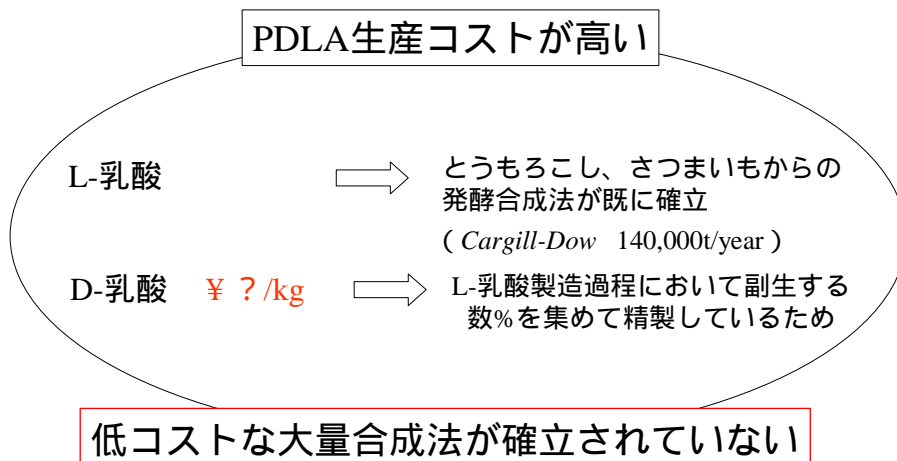 PDLA生産コストが高い
L-乳酸
とうもろこし、さつまいもからの
発酵合成法が既に確立
( Cargill-Dow 140,000t/year )
D-乳酸 ¥ ?/kg
L-乳酸製造過程において副生する
数%を集めて精製しているため
低コストな大量合成法が確立されていない